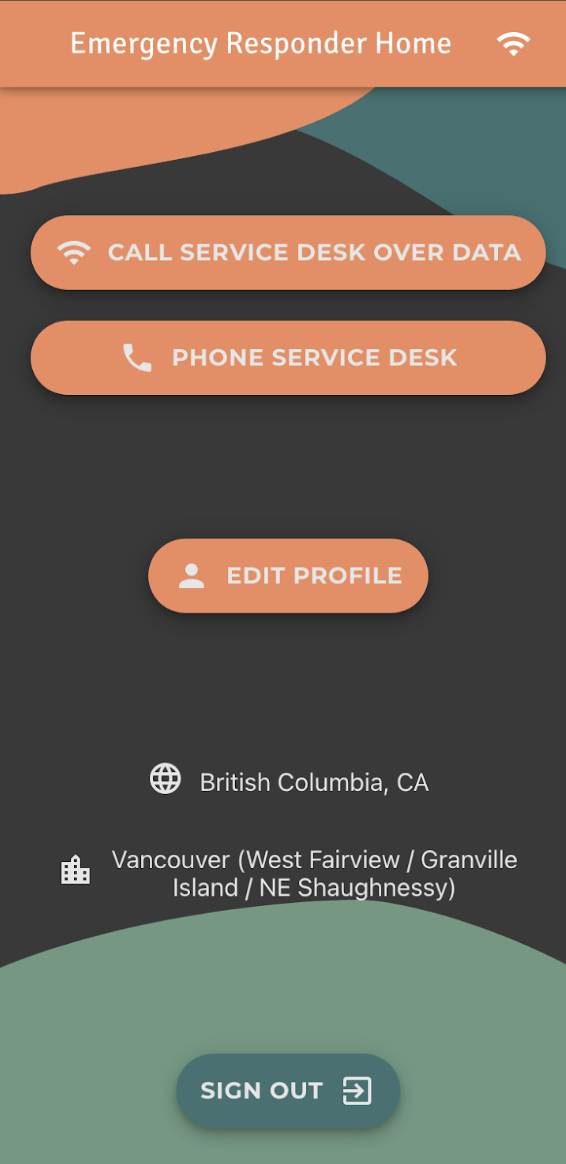 Emergency Responder Home
CALL SERVICE DESK OVER DATA
PHONE SERVICE DESK
EDIT PROFILE
British Columbia, CA
Vancouver (West Fairview / Granville
Island / NE Shaughnessy)
SIGN OUT